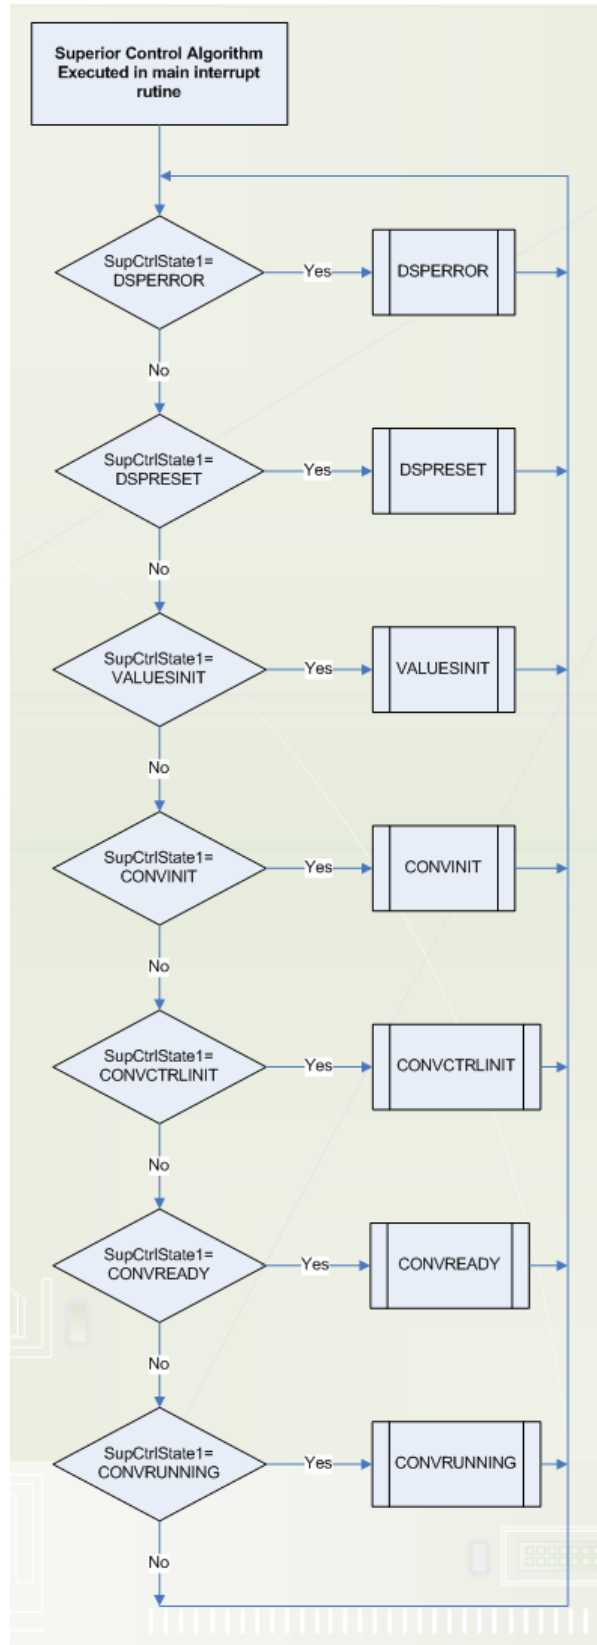 Superior Control Algorithm
Executed in main interrupt
rutine
SupCtrlState1=
DSPERROR
Yes
DSPERROR
No
SupCtrlState1=
DSPRESET
Yes
DSPRESET
No
SupCtrlState1=
VALUESINIT
Yes
VALUESINIT
No
SupCtrlState1=
CONVINIT
Yes
CONVINIT
No
SupCtrlState1=
CONVCTRLINIT
Yes
CONVCTRLINIT
No
SupCtrlState1=
CONVREADY
Yes
CONVREADY
No
SupCtrlState1=
CONVRUNNING
Yes
CONVRUNNING
No